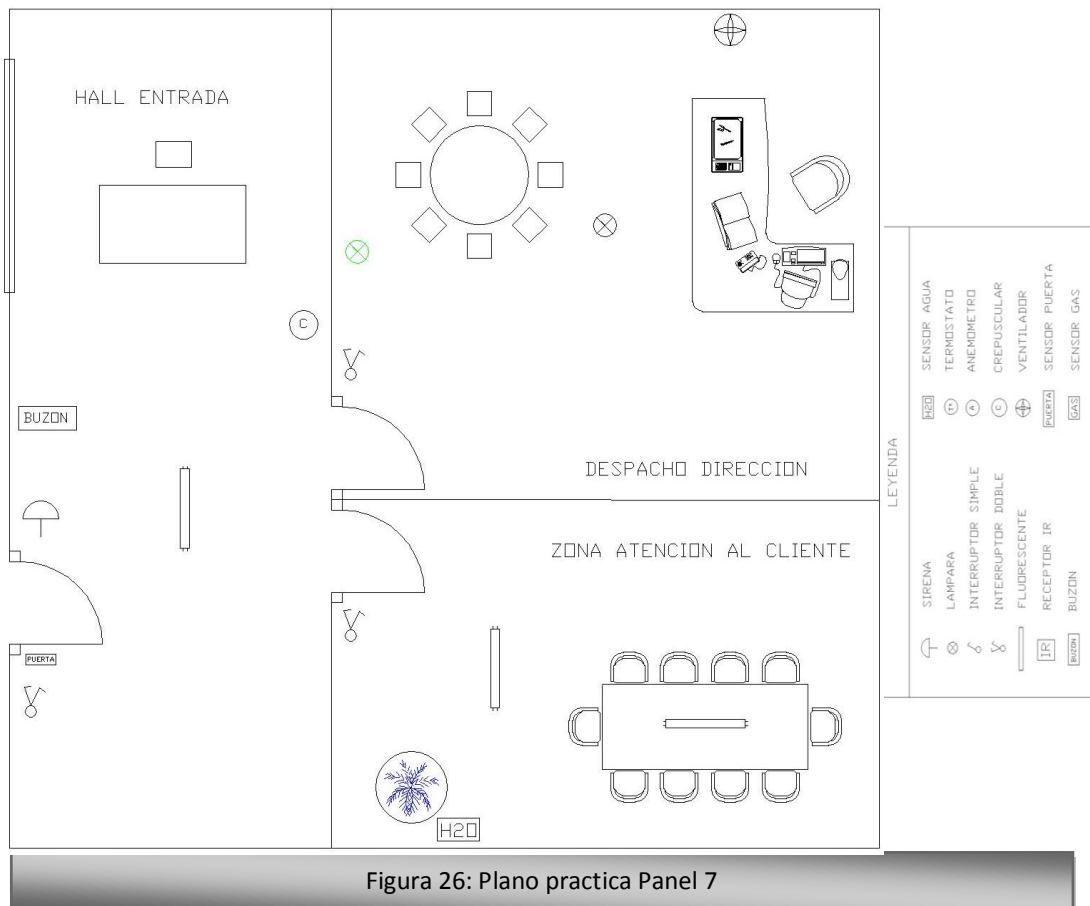 HALL ENTRADA
C
BUZON
DESPACHO DIRECCION
ZONA ATENCION AL CLIENTE
PUERTA
H2O
LEYENDA
SIRENA
LAMPARA
INTERRUPTOR SIMPLE
INTERRUPTOR DOBLE
FLUORESCENTE
IR RECEPTOR IR
BUZON BUZON
H2O SENSOR AGUA
Tª TERMOSTATO
A ANEMOMETRO
C CREPUSCULAR
VENTILADOR
PUERTA SENSOR PUERTA
GAS SENSOR GAS
Figura 26: Plano practica Panel 7